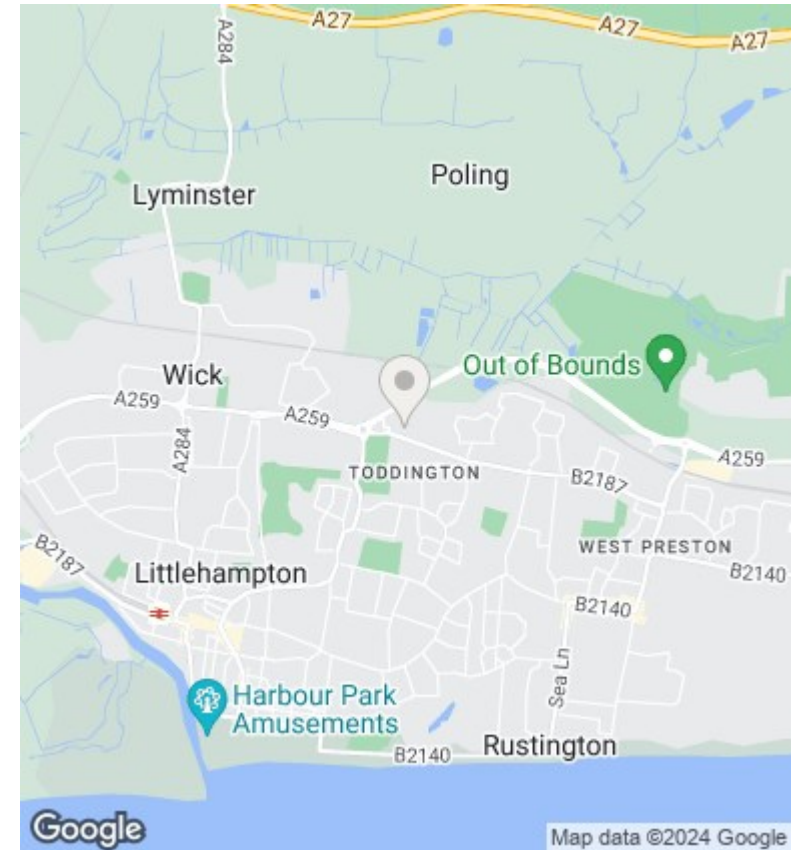 A27
A27
A27
A284
Poling
Lyminster
Out of Bounds
Wick
A259
A259
A284
TODDINGTON
A259
B2187
WEST PRESTON
B2187
Littlehampton
B2140
B2140
Sea Ln
Harbour Park
Amusements
Rustington
B2140
Google
Map data ©2024 Google